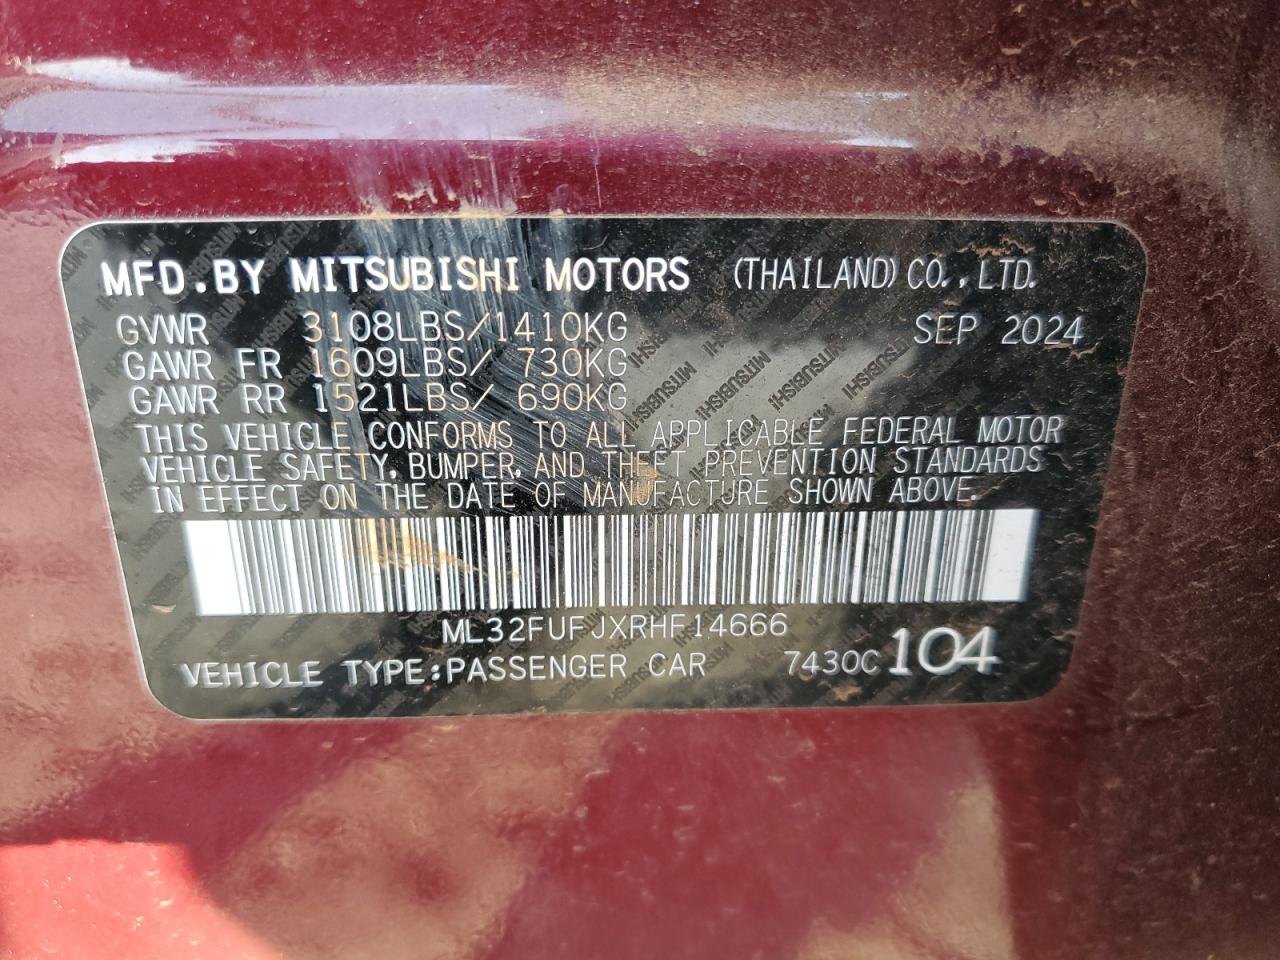 MFD.BY MITSUBISHI MOTORS (THAILAND) CO.,LTD.
GVWR 3108LBS/1410KG SEP 2024
GAWR FR 1609LBS/ 730KG
GAWR RR 1521LBS/ 690KG
THIS VEHICLE CONFORMS TO ALL APPLICABLE FEDERAL MOTOR
VEHICLE SAFETY, BUMPER, AND THEFT PREVENTION STANDARDS
IN EFFECT ON THE DATE OF MANUFACTURE SHOWN ABOVE.
ML32FUFJXRHF14666
VEHICLE TYPE:PASSENGER CAR 7430C 104